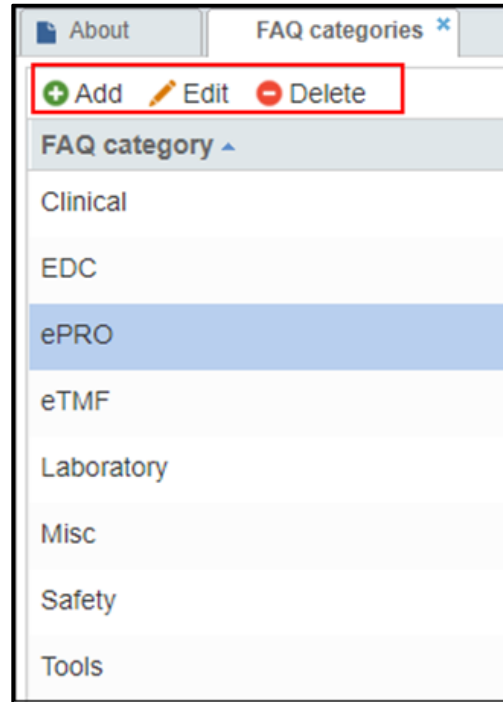 About FAQ categories
Add Edit Delete
FAQ category
Clinical
EDC
ePRO
eTMF
Laboratory
Misc
Safety
Tools